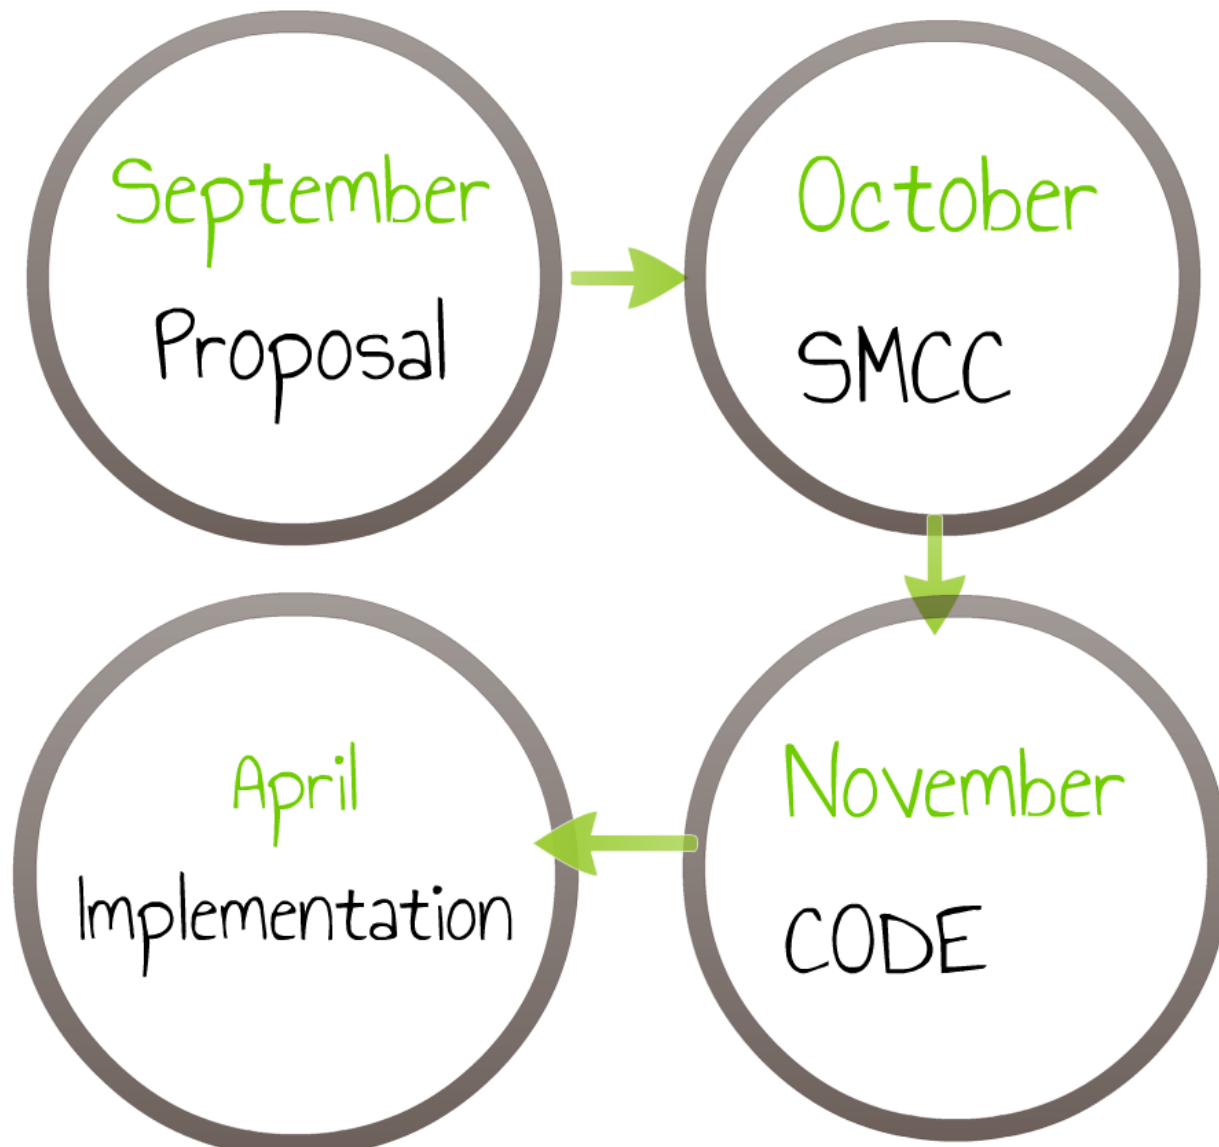 September
Proposal
October
SMCC
November
CODE
April
Implementation